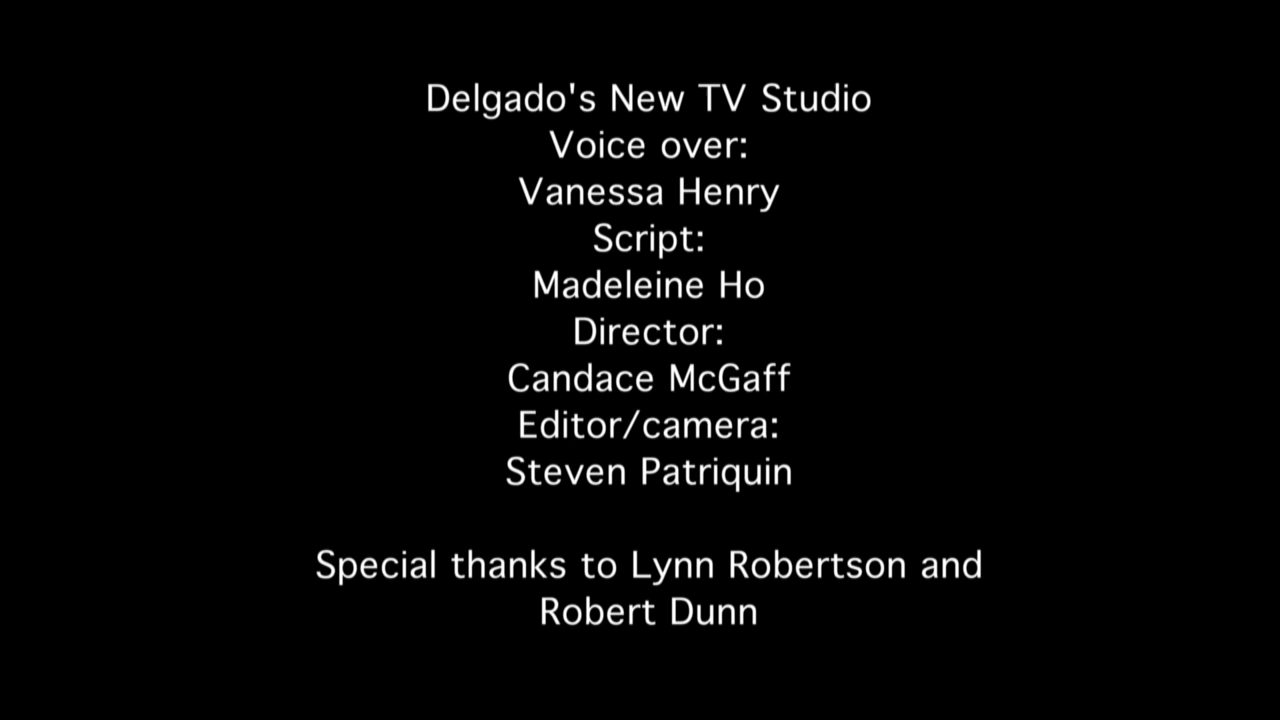 Delgado's New TV Studio
Voice over:
Vanessa Henry
Script:
Madeleine Ho
Director:
Candace McGaff
Editor/camera:
Steven Patriquin
Special thanks to Lynn Robertson and
Robert Dunn